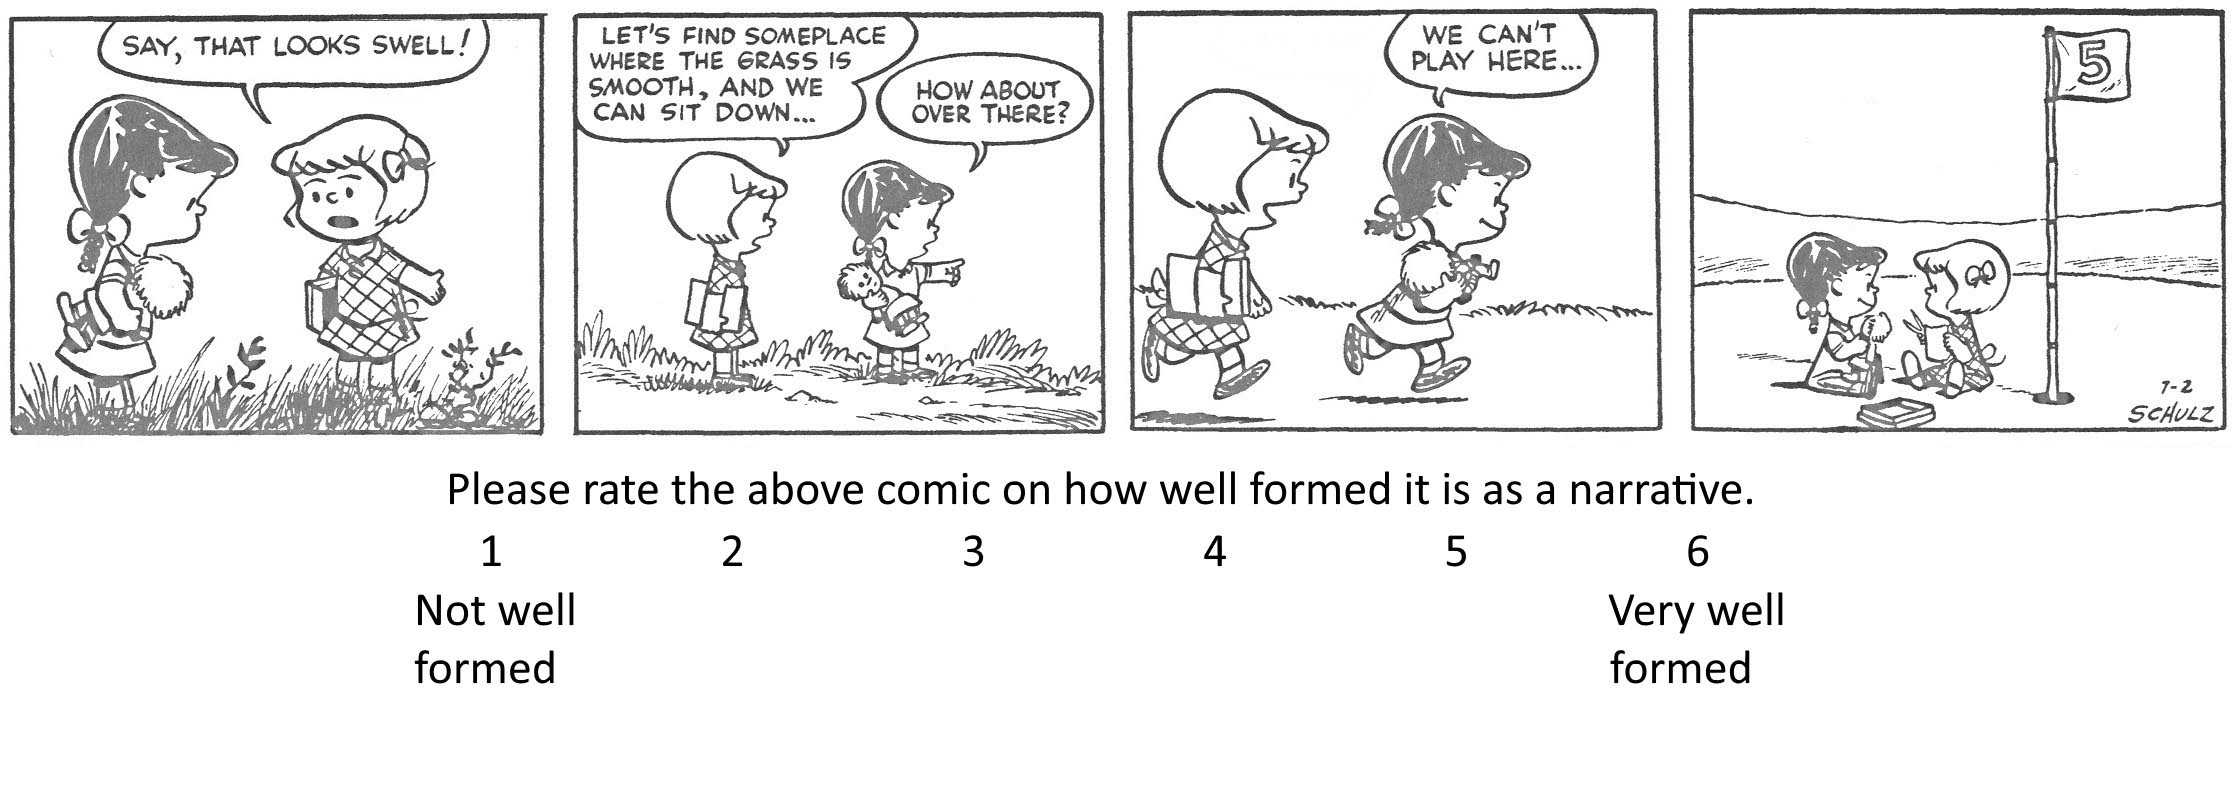 SAY, THAT LOOKS SWELL!
LET'S FIND SOMEPLACE
WHERE THE GRASS IS
SMOOTH, AND WE
CAN SIT DOWN...
HOW ABOUT
OVER THERE?
WE CAN'T
PLAY HERE...
5
7-2
SCHULZ
Please rate the above comic on how well formed it is as a narrative.
1 2 3 4 5 6
Not well
formed
Very well
formed